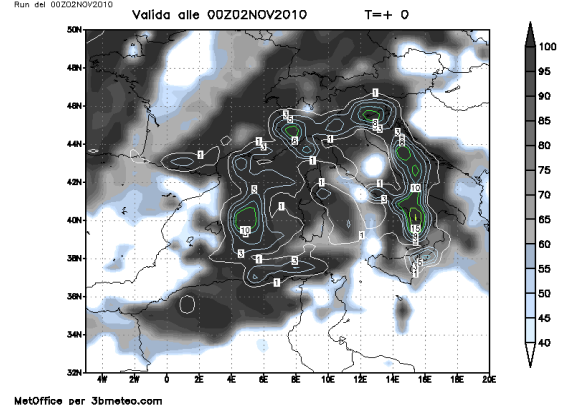 Run del 00Z02NOV2010
Valida alle 00Z02NOV2010 T=+ 0
50N
48N
46N
44N
42N
40N
38N
36N
34N
32N
4W 2W 0 2E 4E 6E 8E 10E 12E 14E 16E 18E 20E
100
95
90
85
80
75
70
65
60
55
50
45
40
MetOffice per 3bmeteo.com